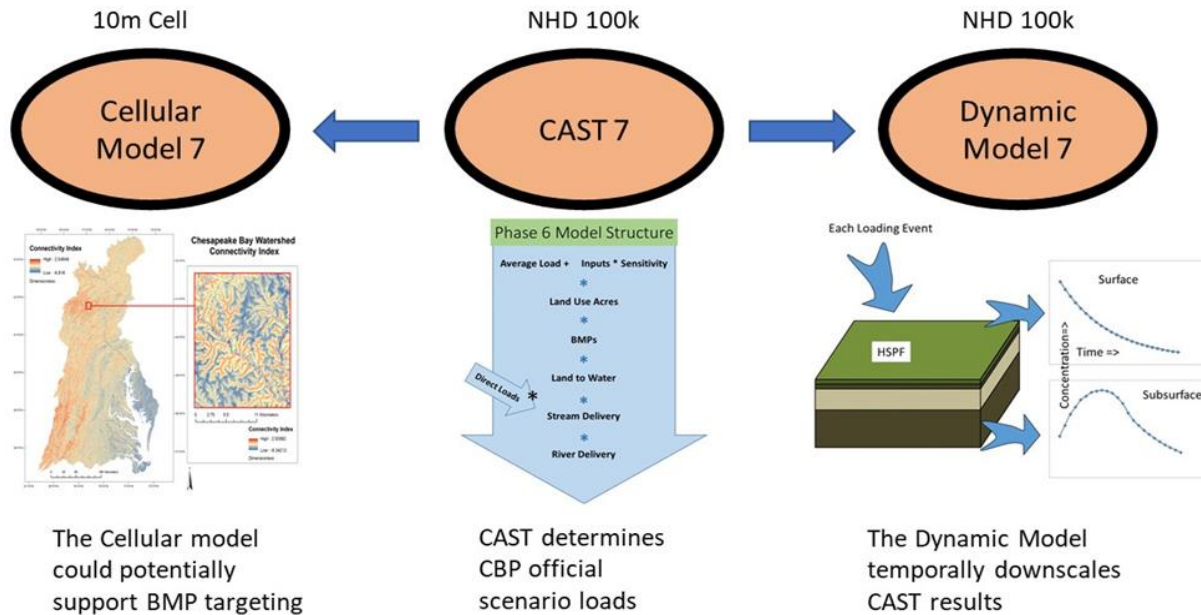 10m Cell
NHD 100k
NHD 100k
Cellular
Model 7
CAST 7
Dynamic
Model 7
Connectivity Index
Chesapeake Bay Watershed
Connectivity Index
Phase 6 Model Structure
Average Load + Inputs * Sensitivity
*
Land Use Acres
*
BMPs
*
Land to Water
Direct Loads *
*
Stream Delivery
*
River Delivery
Each Loading Event
HSPF
Surface
Concentration=>
Time =>
Subsurface
Connectivity Index
The Cellular model
could potentially
support BMP targeting
CAST determines
CBP official
scenario loads
The Dynamic Model
temporally downscales
CAST results